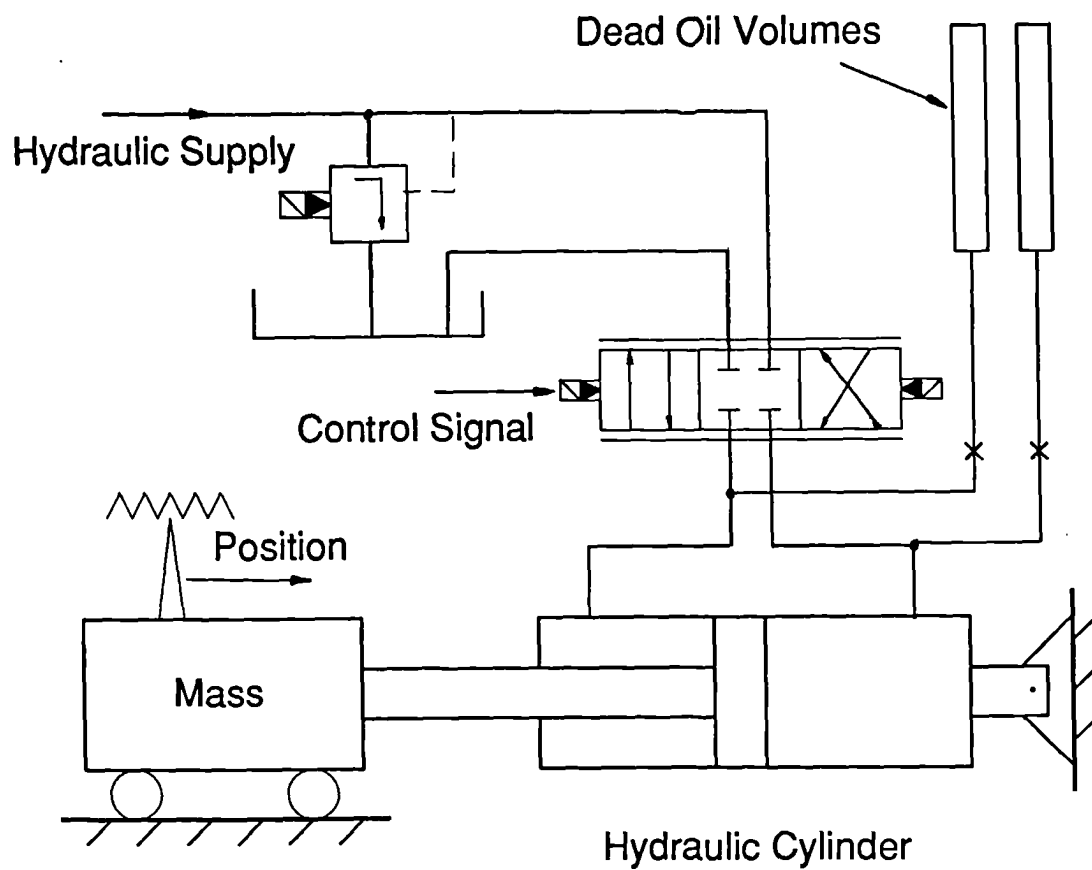 Dead Oil Volumes
Hydraulic Supply
Control Signal
Position
Mass
Hydraulic Cylinder